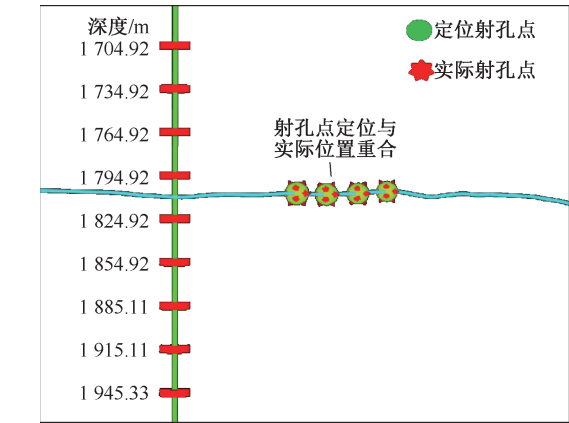 深度/m
1 704.92
1 734.92
1 764.92
1 794.92
1 824.92
1 854.92
1 885.11
1 915.11
1 945.33
定位射孔点
实际射孔点
射孔点定位与
实际位置重合